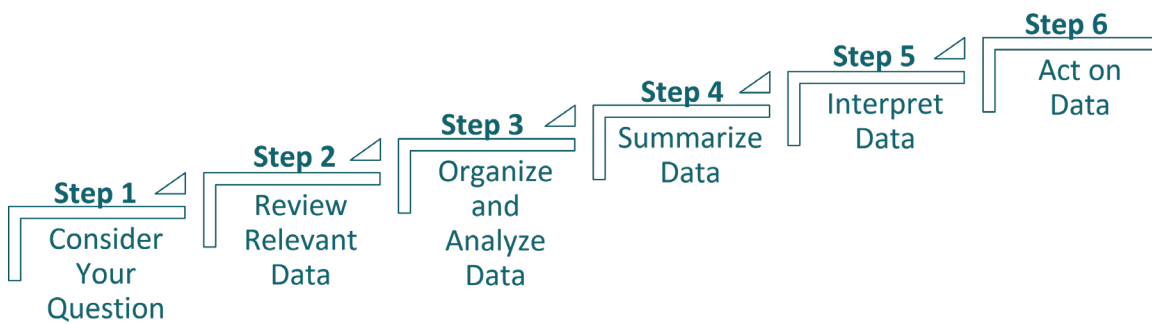 Step 1
Consider
Your
Question
Step 2
Review
Relevant
Data
Step 3
Organize
and
Analyze
Data
Step 4
Summarize
Data
Step 5
Interpret
Data
Step 6
Act on
Data